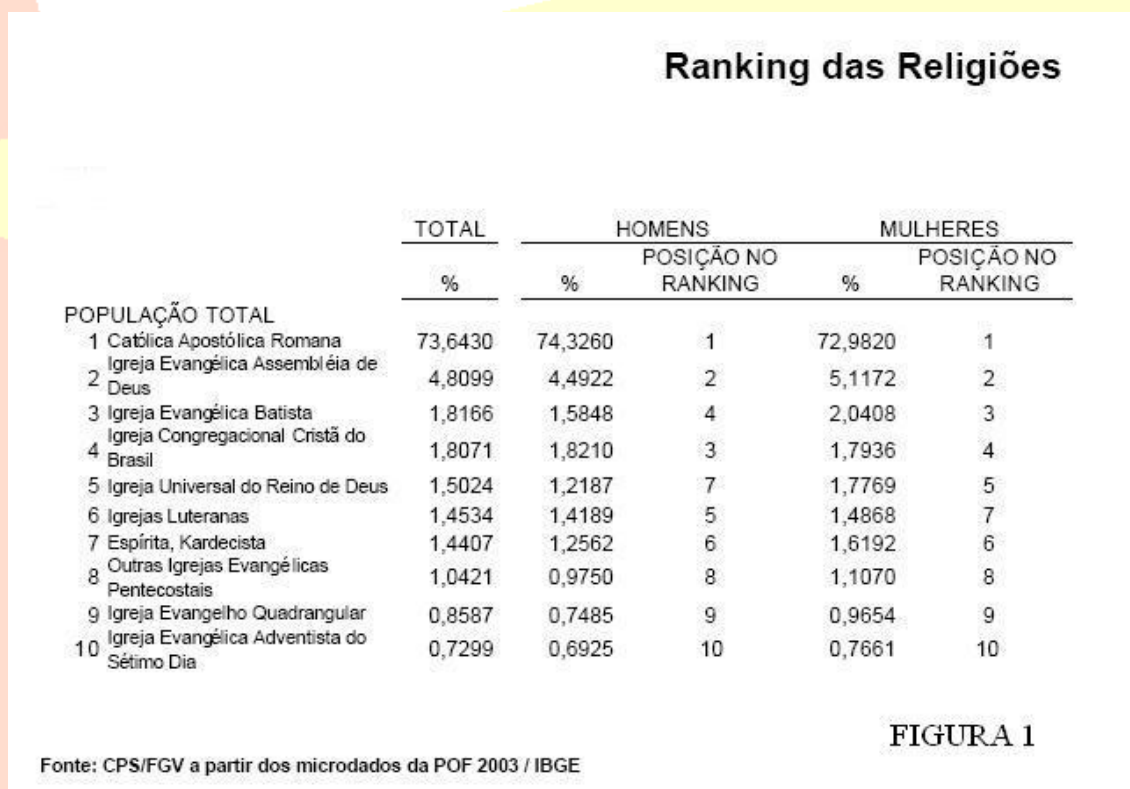 Ranking das Religiões
TOTAL HOMENS MULHERES
POSIÇÃO NO POSIÇÃO NO
% % RANKING % RANKING
POPULAÇÃO TOTAL
1 Católica Apostólica Romana 73,6430 74,3260 1 72,9820 1
Igreja Evangélica Assembléia de
2 Deus 4,8099 4,4922 2 5,1172 2
3 Igreja Evangélica Batista 1,8166 1,5848 4 2,0408 3
Igreja Congregacional Cristã do
4 Brasil 1,8071 1,8210 3 1,7936 4
5 Igreja Universal do Reino de Deus 1,5024 1,2187 7 1,7769 5
6 Igrejas Luteranas 1,4534 1,4189 5 1,4868 7
7 Espírita, Kardecista 1,4407 1,2562 6 1,6192 6
Outras Igrejas Evangélicas
8 Pentecostais 1,0421 0,9750 8 1,1070 8
9 Igreja Evangelho Quadrangular 0,8587 0,7485 9 0,9654 9
Igreja Evangélica Adventista do
10 Sétimo Dia 0,7299 0,6925 10 0,7661 10
FIGURA 1
Fonte: CPS/FGV a partir dos microdados da POF 2003 / IBGE